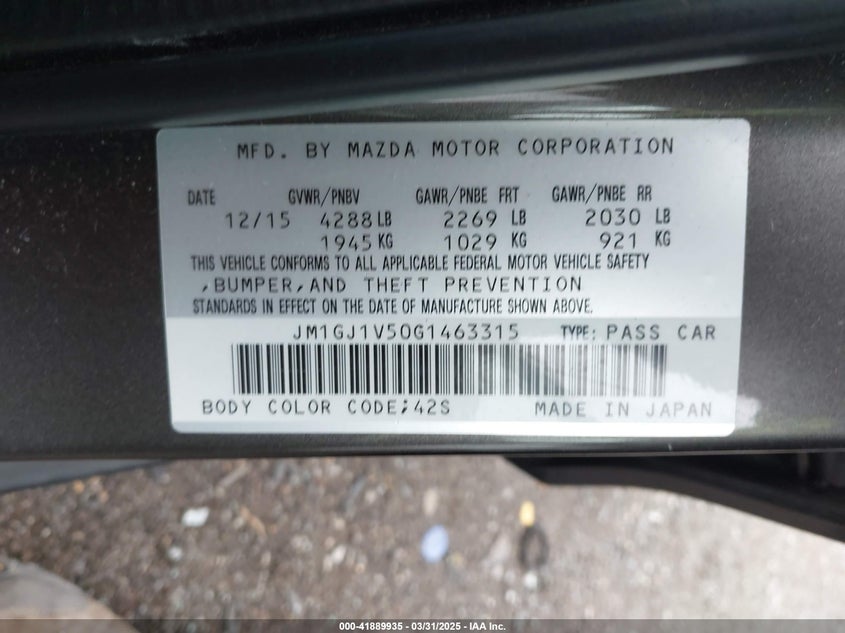 MFD. BY MAZDA MOTOR CORPORATION
DATE GVWR/PNBV GAWR/PNBE FRT GAWR/PNBE RR
12/15 4288 LB 2269 LB 2030 LB
1945 KG 1029 KG 921 KG
THIS VEHICLE CONFORMS TO ALL APPLICABLE FEDERAL MOTOR VEHICLE SAFETY
,BUMPER,AND THEFT PREVENTION
STANDARDS IN EFFECT ON THE DATE OF MANUFACTURE SHOWN ABOVE.
JM1GJ1V50G1463315 TYPE: PASS CAR
BODY COLOR CODE;42S MADE IN JAPAN
000-41889935 - 03/31/2025 - IAA Inc.